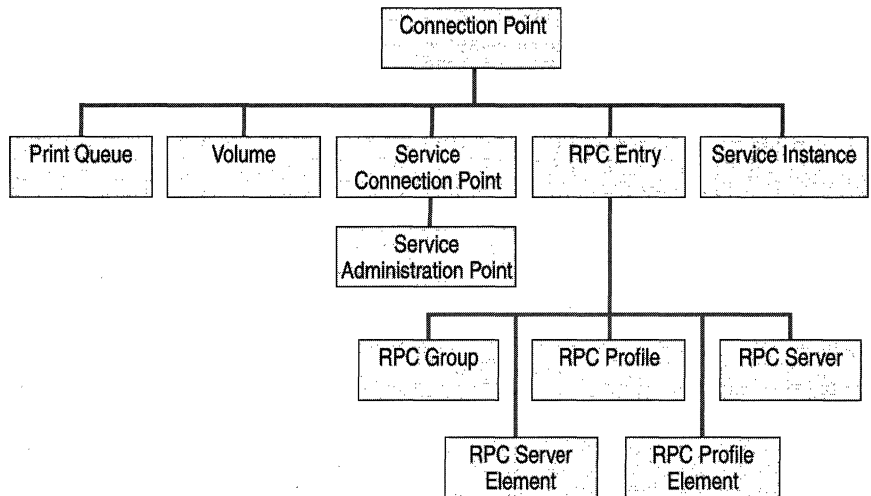 Connection Point
Print Queue
Volume
Service
Connection Point
RPC Entry
Service Instance
Service
Administration Point
RPC Group
RPC Profile
RPC Server
RPC Server
Element
RPC Profile
Element